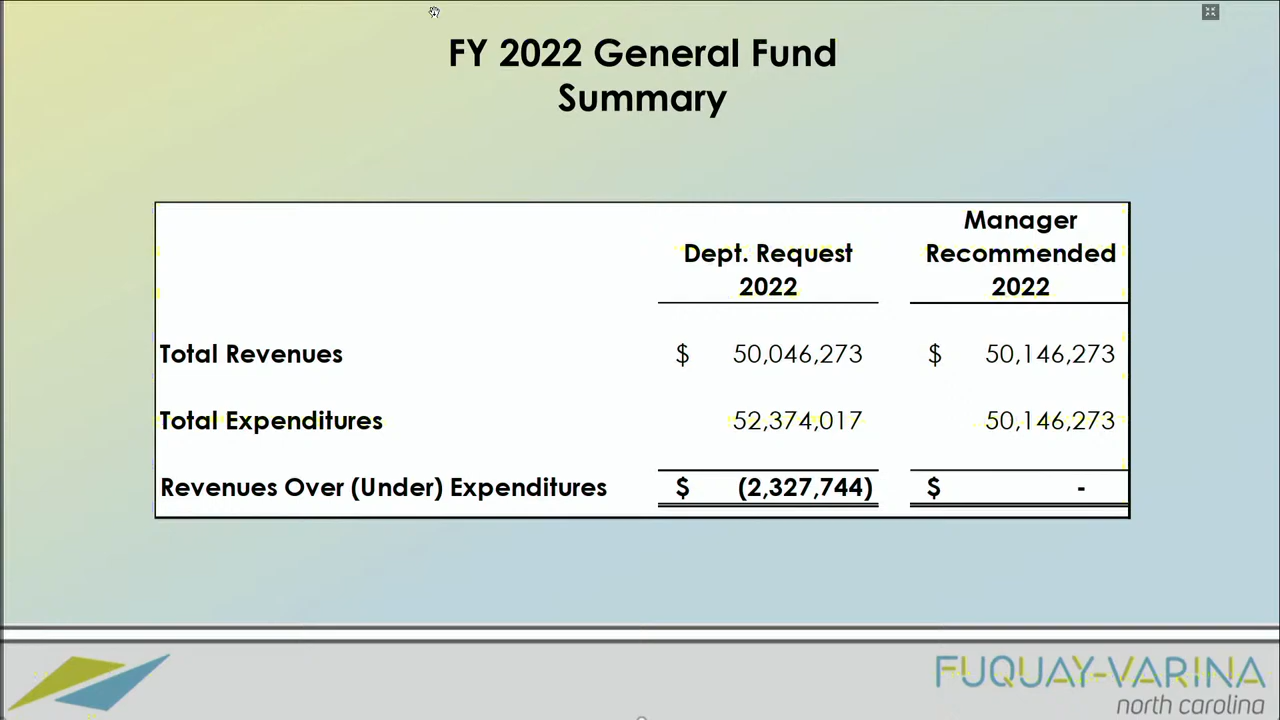 FY 2022 General Fund
Summary
Manager
Dept. Request Recommended
2022 2022
Total Revenues $ 50,046,273 $ 50,146,273
Total Expenditures 52,374,017 50,146,273
Revenues Over (Under) Expenditures $ (2,327,744) $ -
FUQUAY-VARINA
north carolina